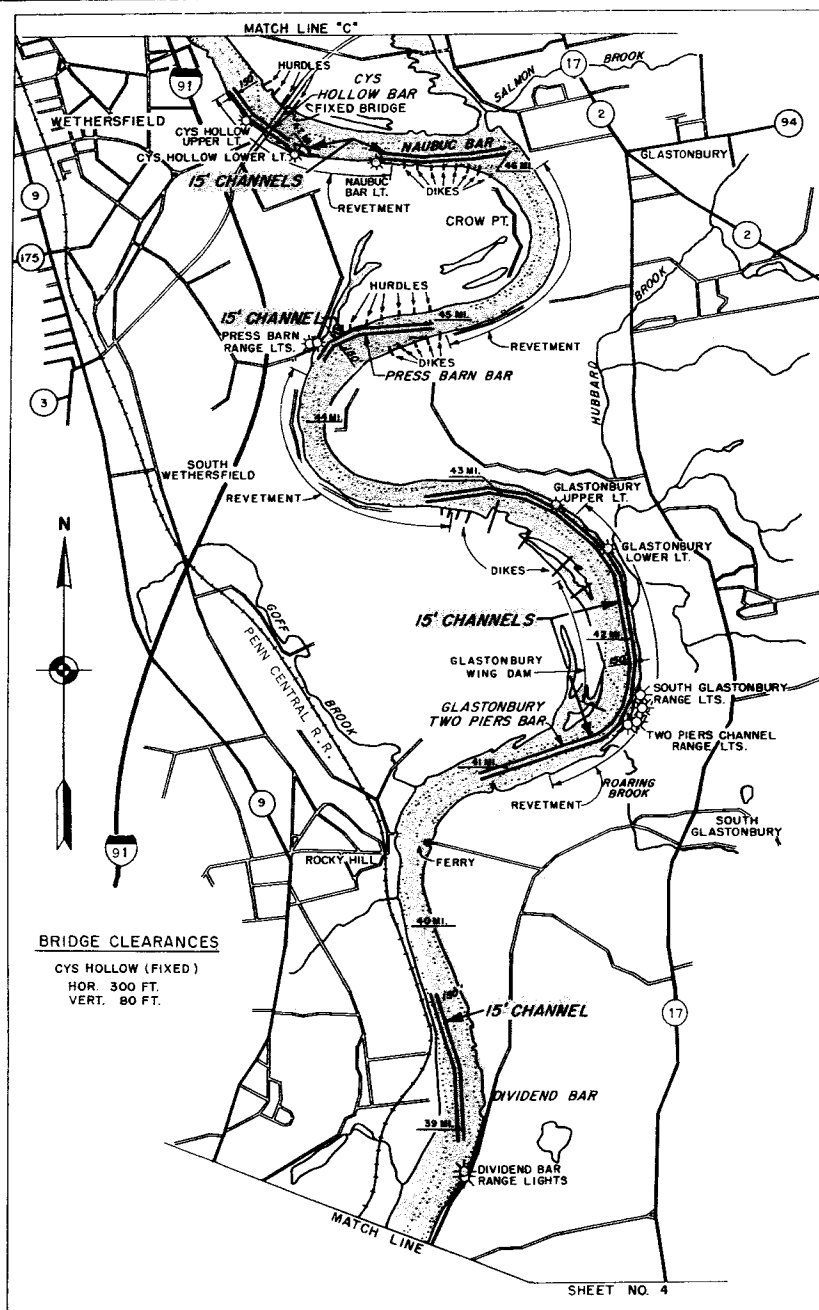 MATCH LINE "C"
17
SALMON BROOK
150'
HURDLES
CYS
HOLLOW BAR
FIXED BRIDGE
91
WETHERSFIELD
2
94
CYS HOLLOW
UPPER LT.
CYS HOLLOW LOWER LT.
NAUBUC BAR
GLASTONBURY
46 MI.
15' CHANNELS
NAUBUC
BAR LT.
DIKES
REVETMENT
9
CROW PT.
2
175
HURDLES
BROOK
15' CHANNEL
45 MI.
PRESS BARN
RANGE LTS.
150'
REVETMENT
DIKES
PRESS BARN BAR
HUBBARD
3
44 MI.
SOUTH
WETHERSFIELD
43 MI.
GLASTONBURY
UPPER LT.
REVETMENT
N
GLASTONBURY
LOWER LT.
DIKES
GOFF
BROOK
15' CHANNELS
42 MI.
PENN CENTRAL R.R.
GLASTONBURY
WING DAM
150'
SOUTH GLASTONBURY
RANGE LTS.
GLASTONBURY
TWO PIERS BAR
TWO PIERS CHANNEL
RANGE LTS.
41 MI.
ROARING
BROOK
REVETMENT
9
SOUTH
GLASTONBURY
91
ROCKY HILL
FERRY
40 MI.
BRIDGE CLEARANCES
CYS HOLLOW (FIXED)
HOR. 300 FT.
VERT. 80 FT.
150'
15' CHANNEL
17
DIVIDEND BAR
39 MI.
DIVIDEND BAR
RANGE LIGHTS
MATCH LINE
SHEET NO. 4